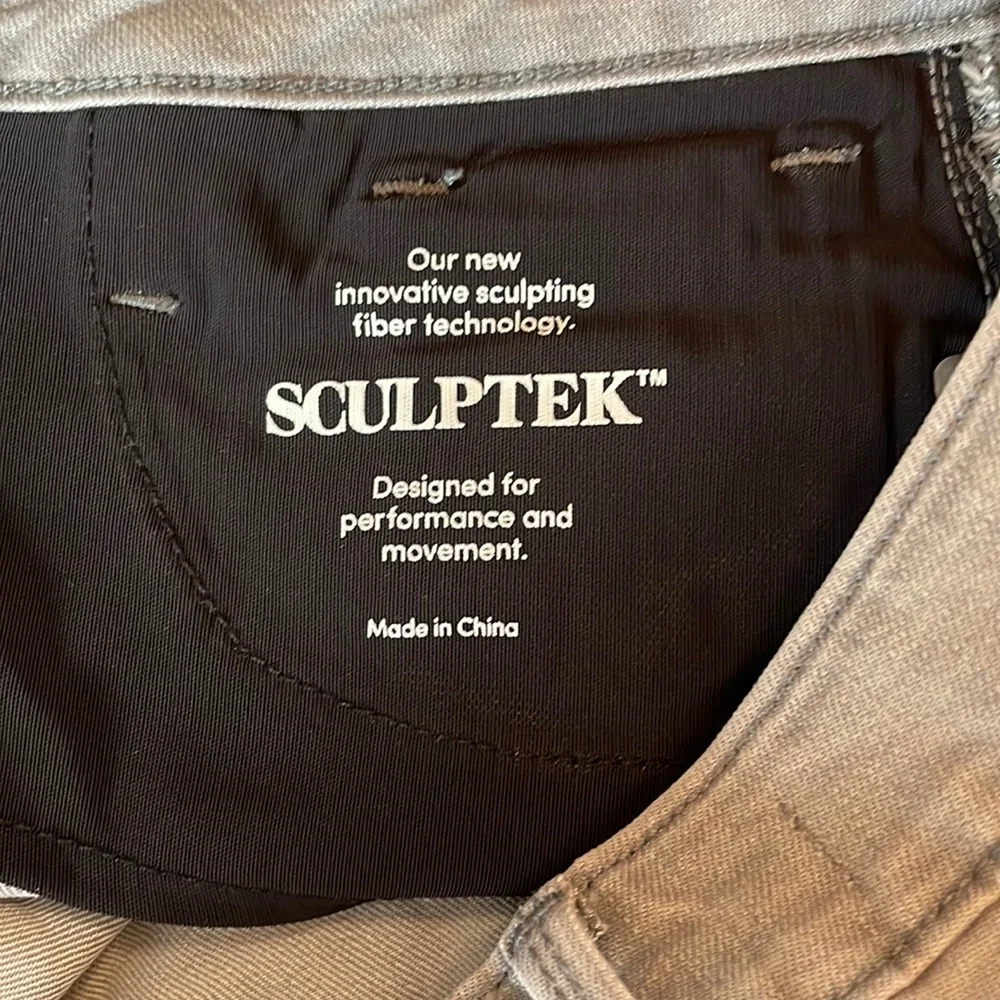 Our new
innovative sculpting
fiber technology.
SCULPTEK™
Designed for
performance and
movement.
Made in China